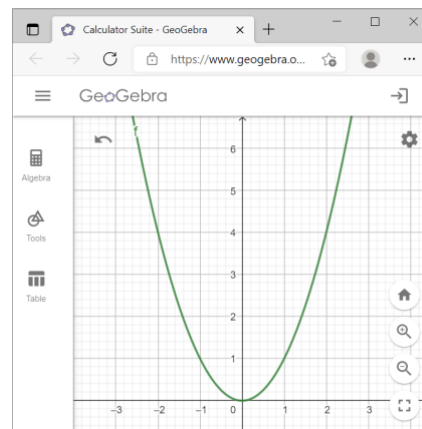 Calculator Suite - GeoGebra
https://www.geogebra.o...
GeoGebra
f
6
Algebra
5
4
Tools
3
2
Table
1
−3 −2 −1 0 1 2 3